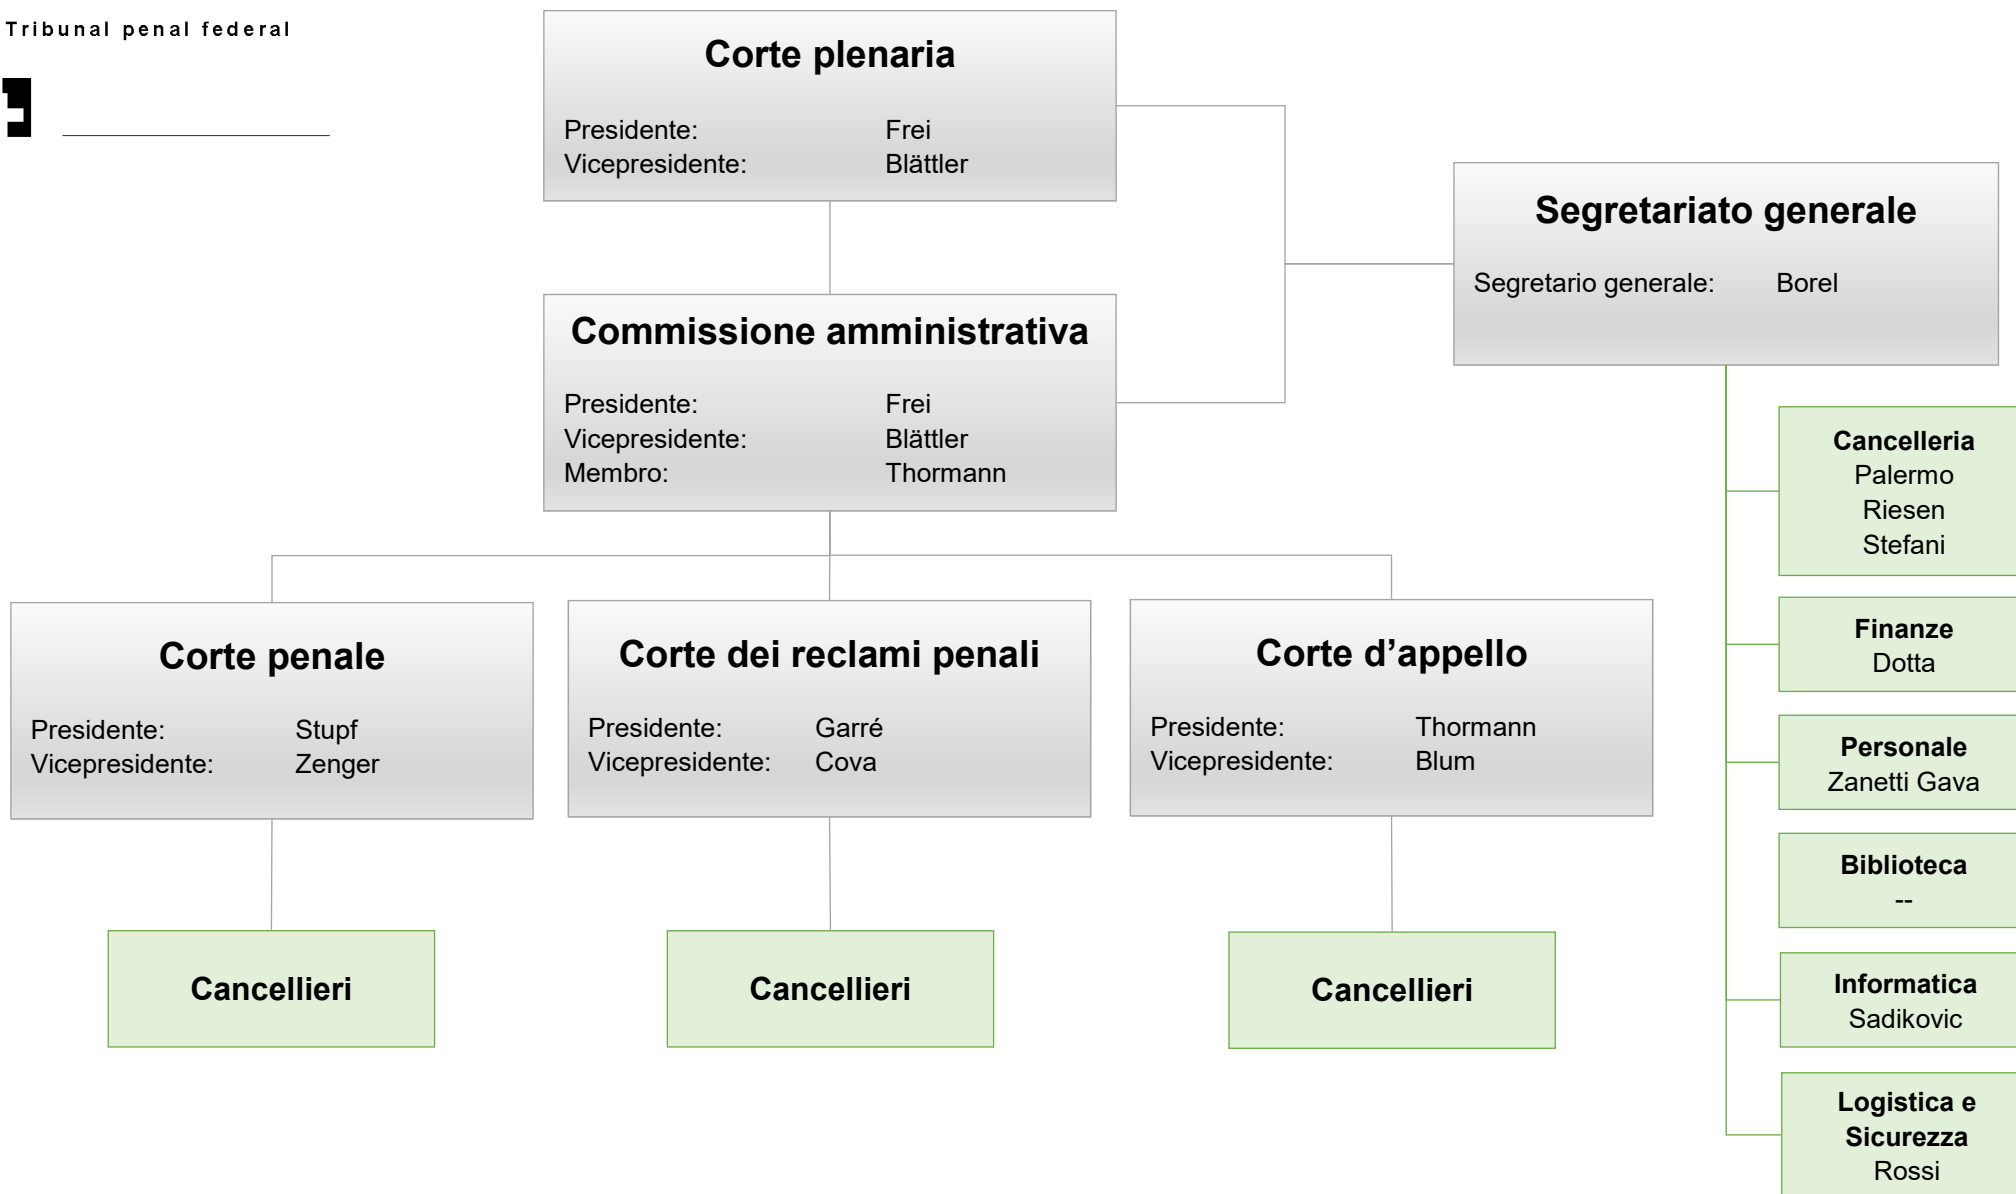 Tribunal penal federal
Corte plenaria
Presidente: Frei
Vicepresidente: Blättler
Segretariato generale
Segretario generale: Borel
Commissione amministrativa
Presidente: Frei
Vicepresidente: Blättler
Membro: Thormann
Cancelleria
Palermo
Riesen
Stefani
Finanze
Dotta
Personale
Zanetti Gava
Biblioteca
--
Informatica
Sadikovic
Logistica e
Sicurezza
Rossi
Corte penale
Presidente: Stupf
Vicepresidente: Zenger
Corte dei reclami penali
Presidente: Garré
Vicepresidente: Cova
Corte d’appello
Presidente: Thormann
Vicepresidente: Blum
Cancellieri
Cancellieri
Cancellieri